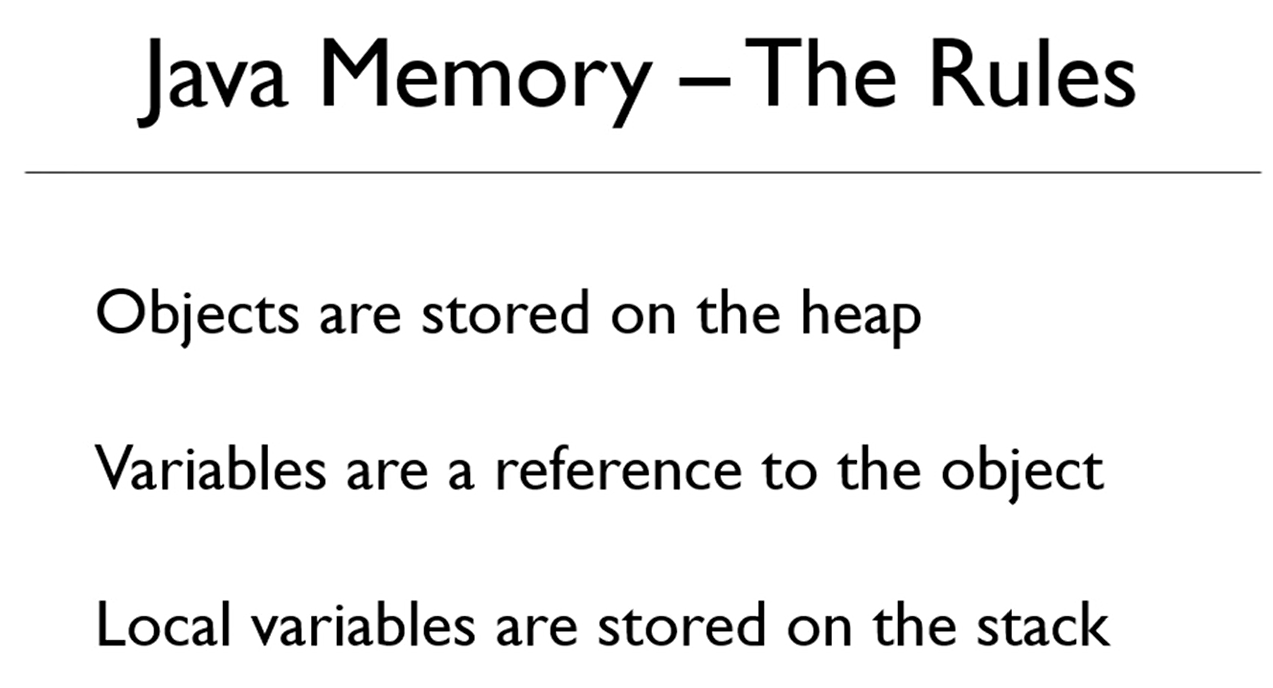 Java Memory – The Rules
Objects are stored on the heap
Variables are a reference to the object
Local variables are stored on the stack